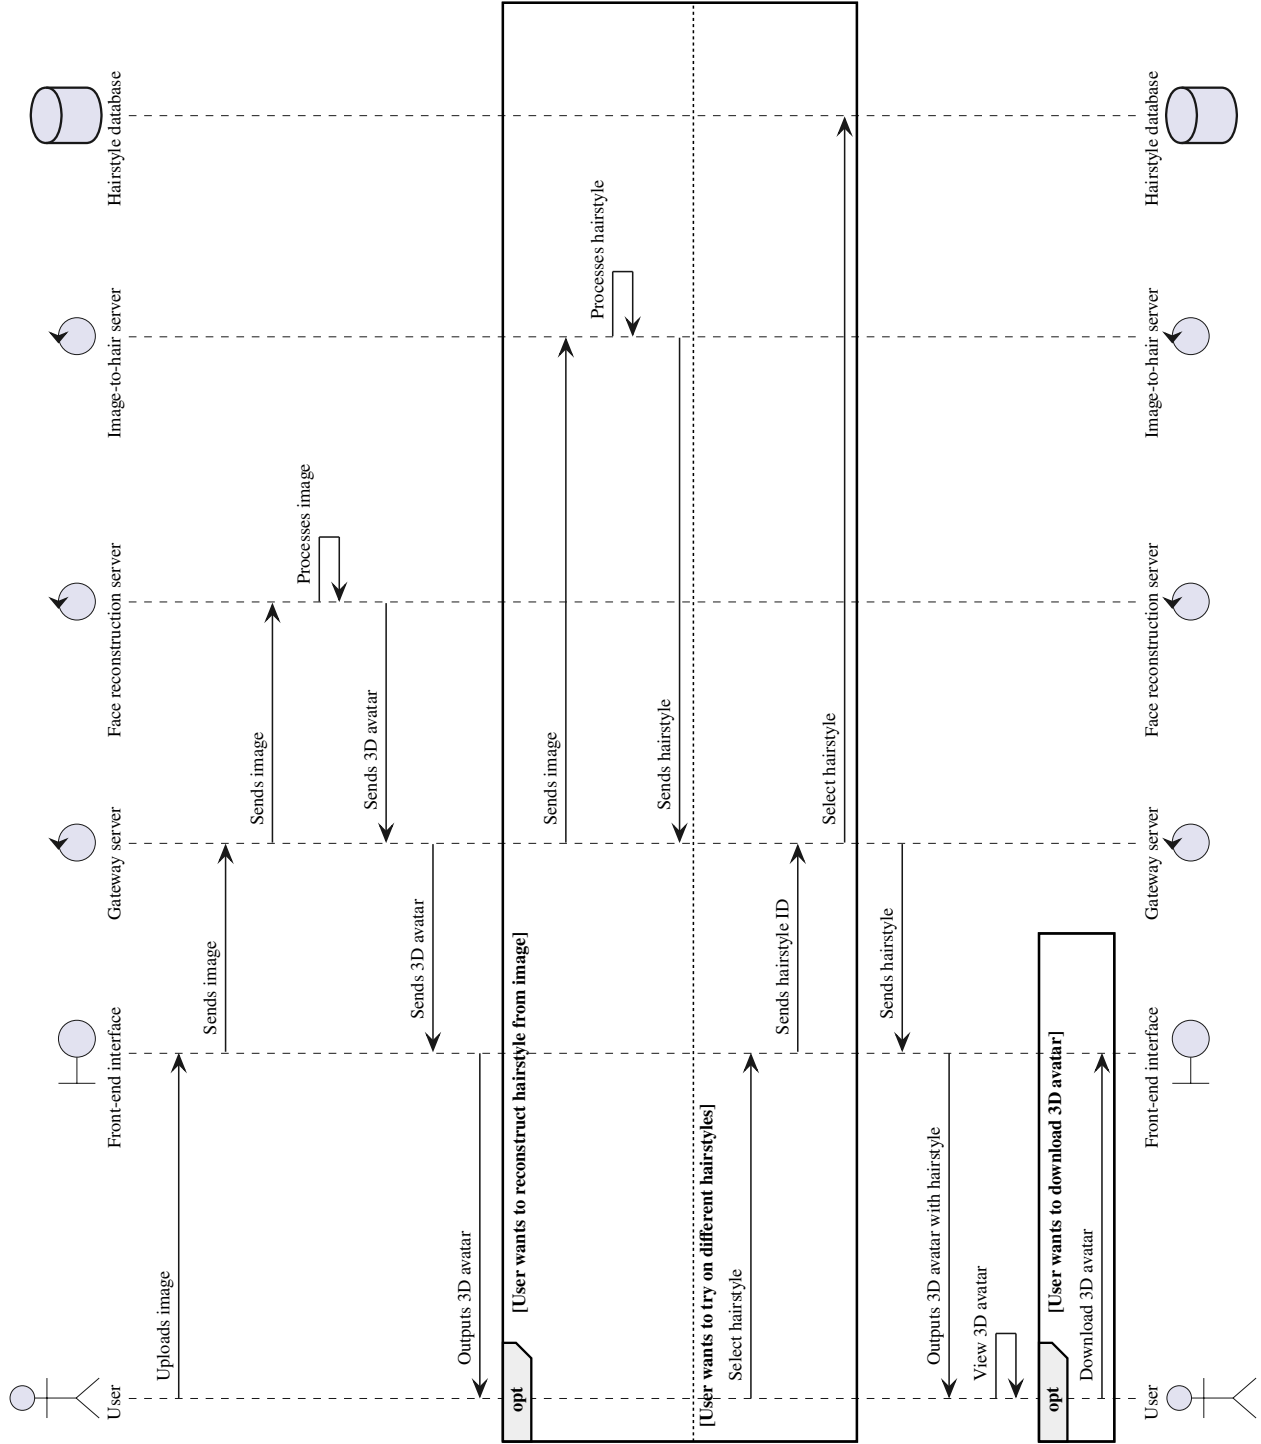 User
Front-end interface
Gateway server
Face reconstruction server
Image-to-hair server
Hairstyle database
Uploads image
Sends image
Sends image
Processes image
Sends 3D avatar
Sends 3D avatar
Outputs 3D avatar
opt
[User wants to reconstruct hairstyle from image]
Sends image
Processes hairstyle
Sends hairstyle
[User wants to try on different hairstyles]
Select hairstyle
Sends hairstyle ID
Select hairstyle
Sends hairstyle
Outputs 3D avatar with hairstyle
View 3D avatar
opt
[User wants to download 3D avatar]
Download 3D avatar
User
Front-end interface
Gateway server
Face reconstruction server
Image-to-hair server
Hairstyle database